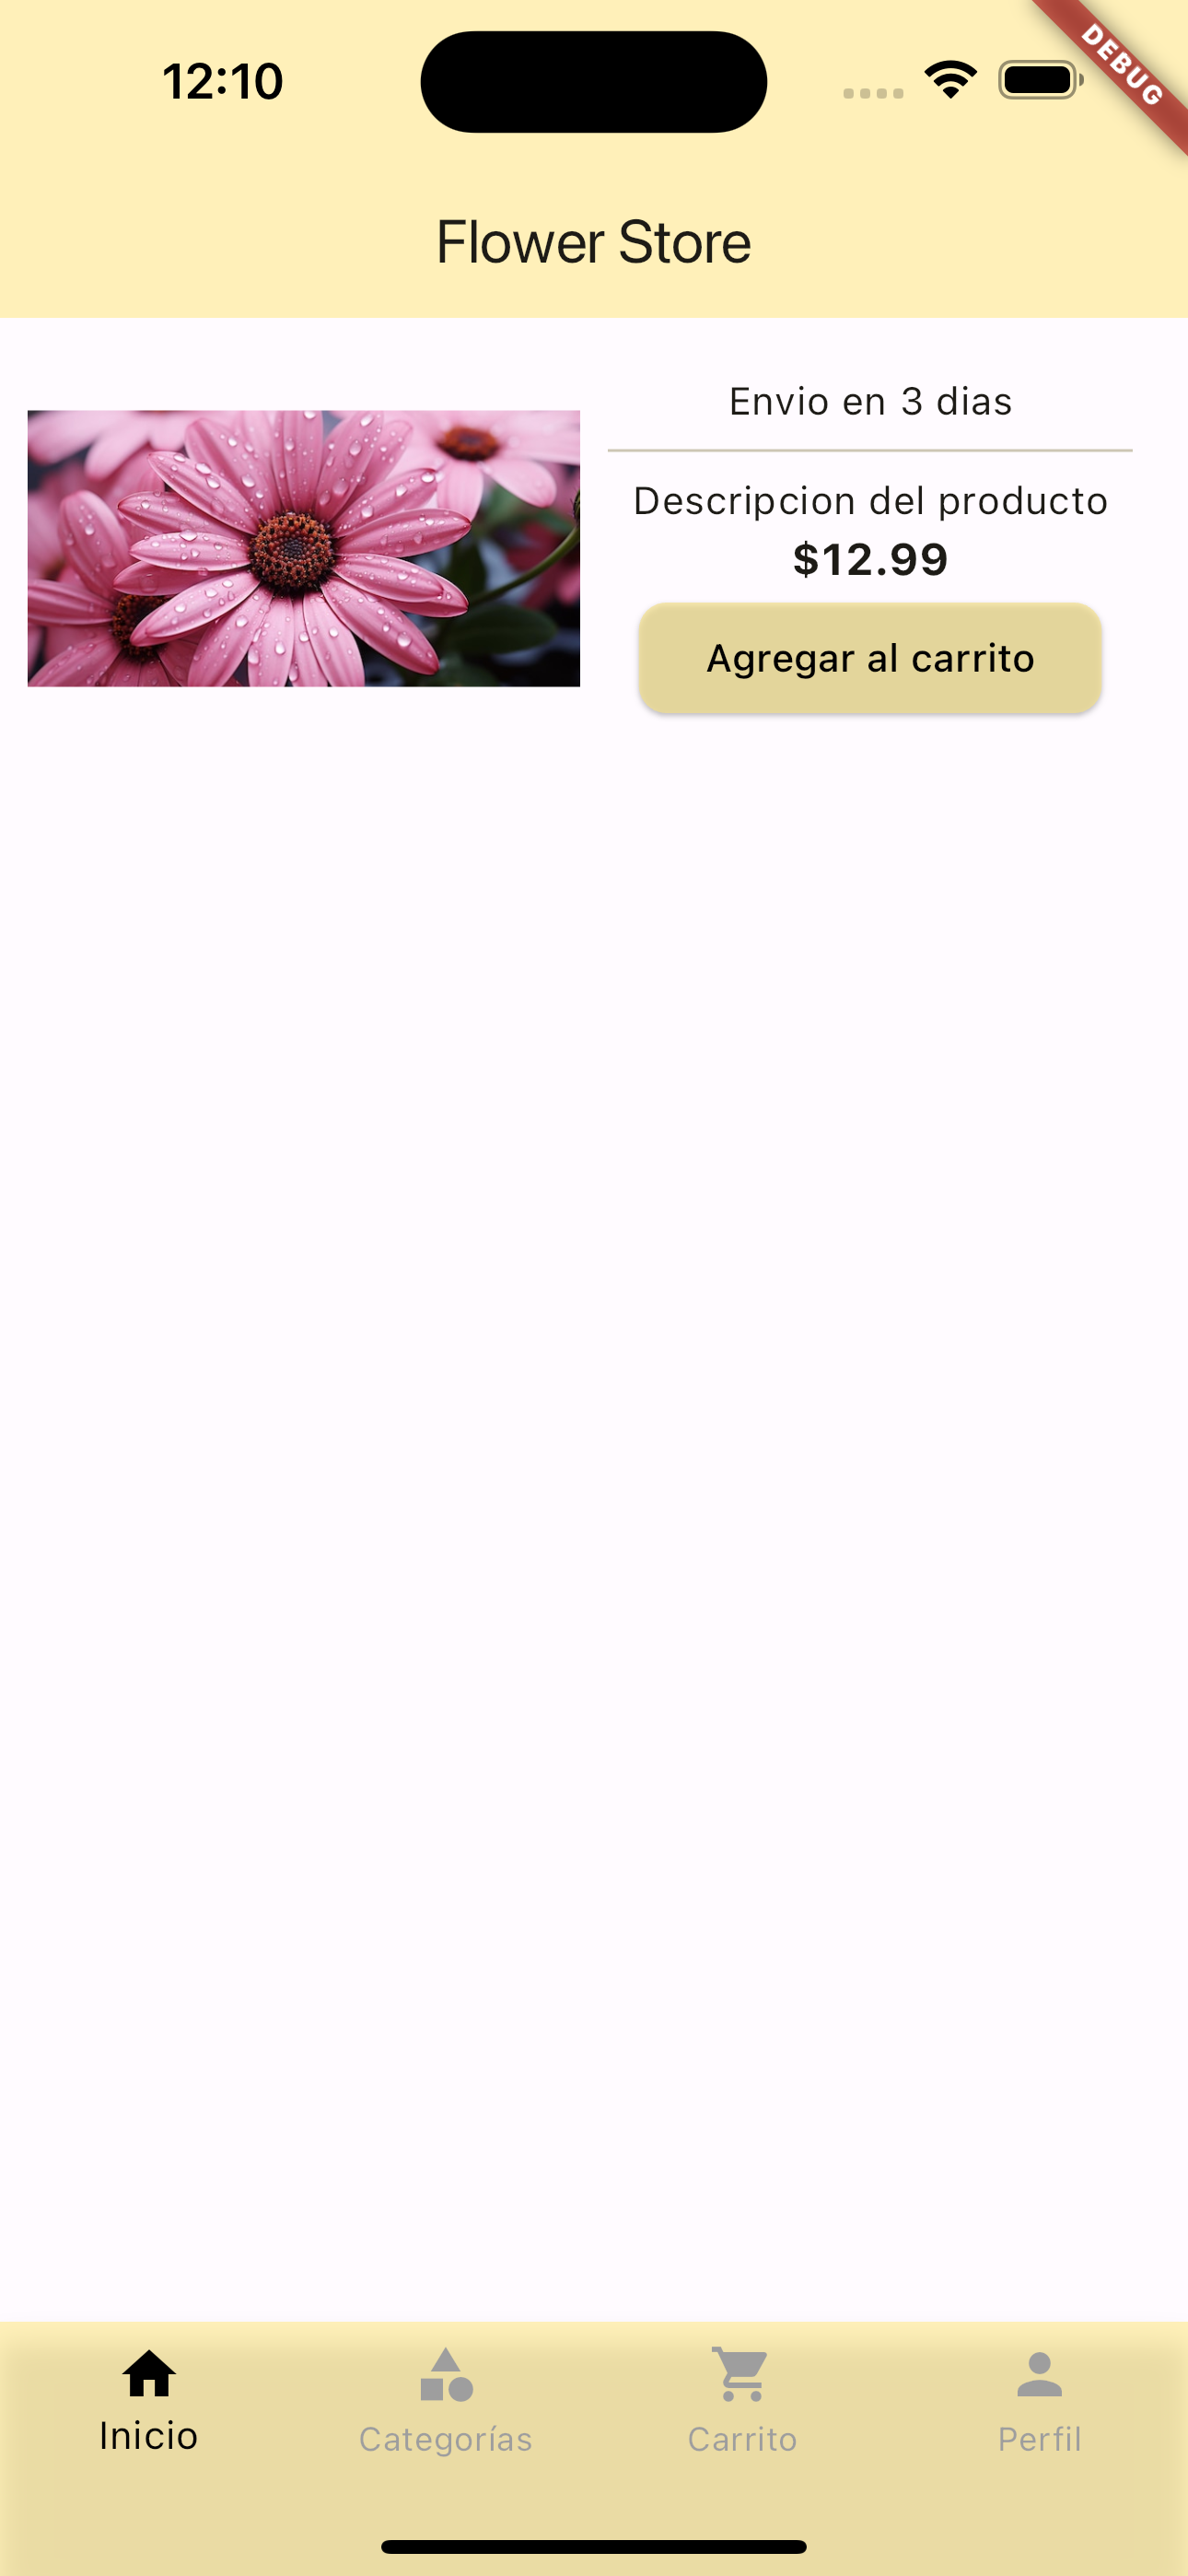 12:10
DEBUG
Flower Store
Envio en 3 dias
Descripcion del producto
$12.99
Agregar al carrito
Inicio
Categorías
Carrito
Perfil